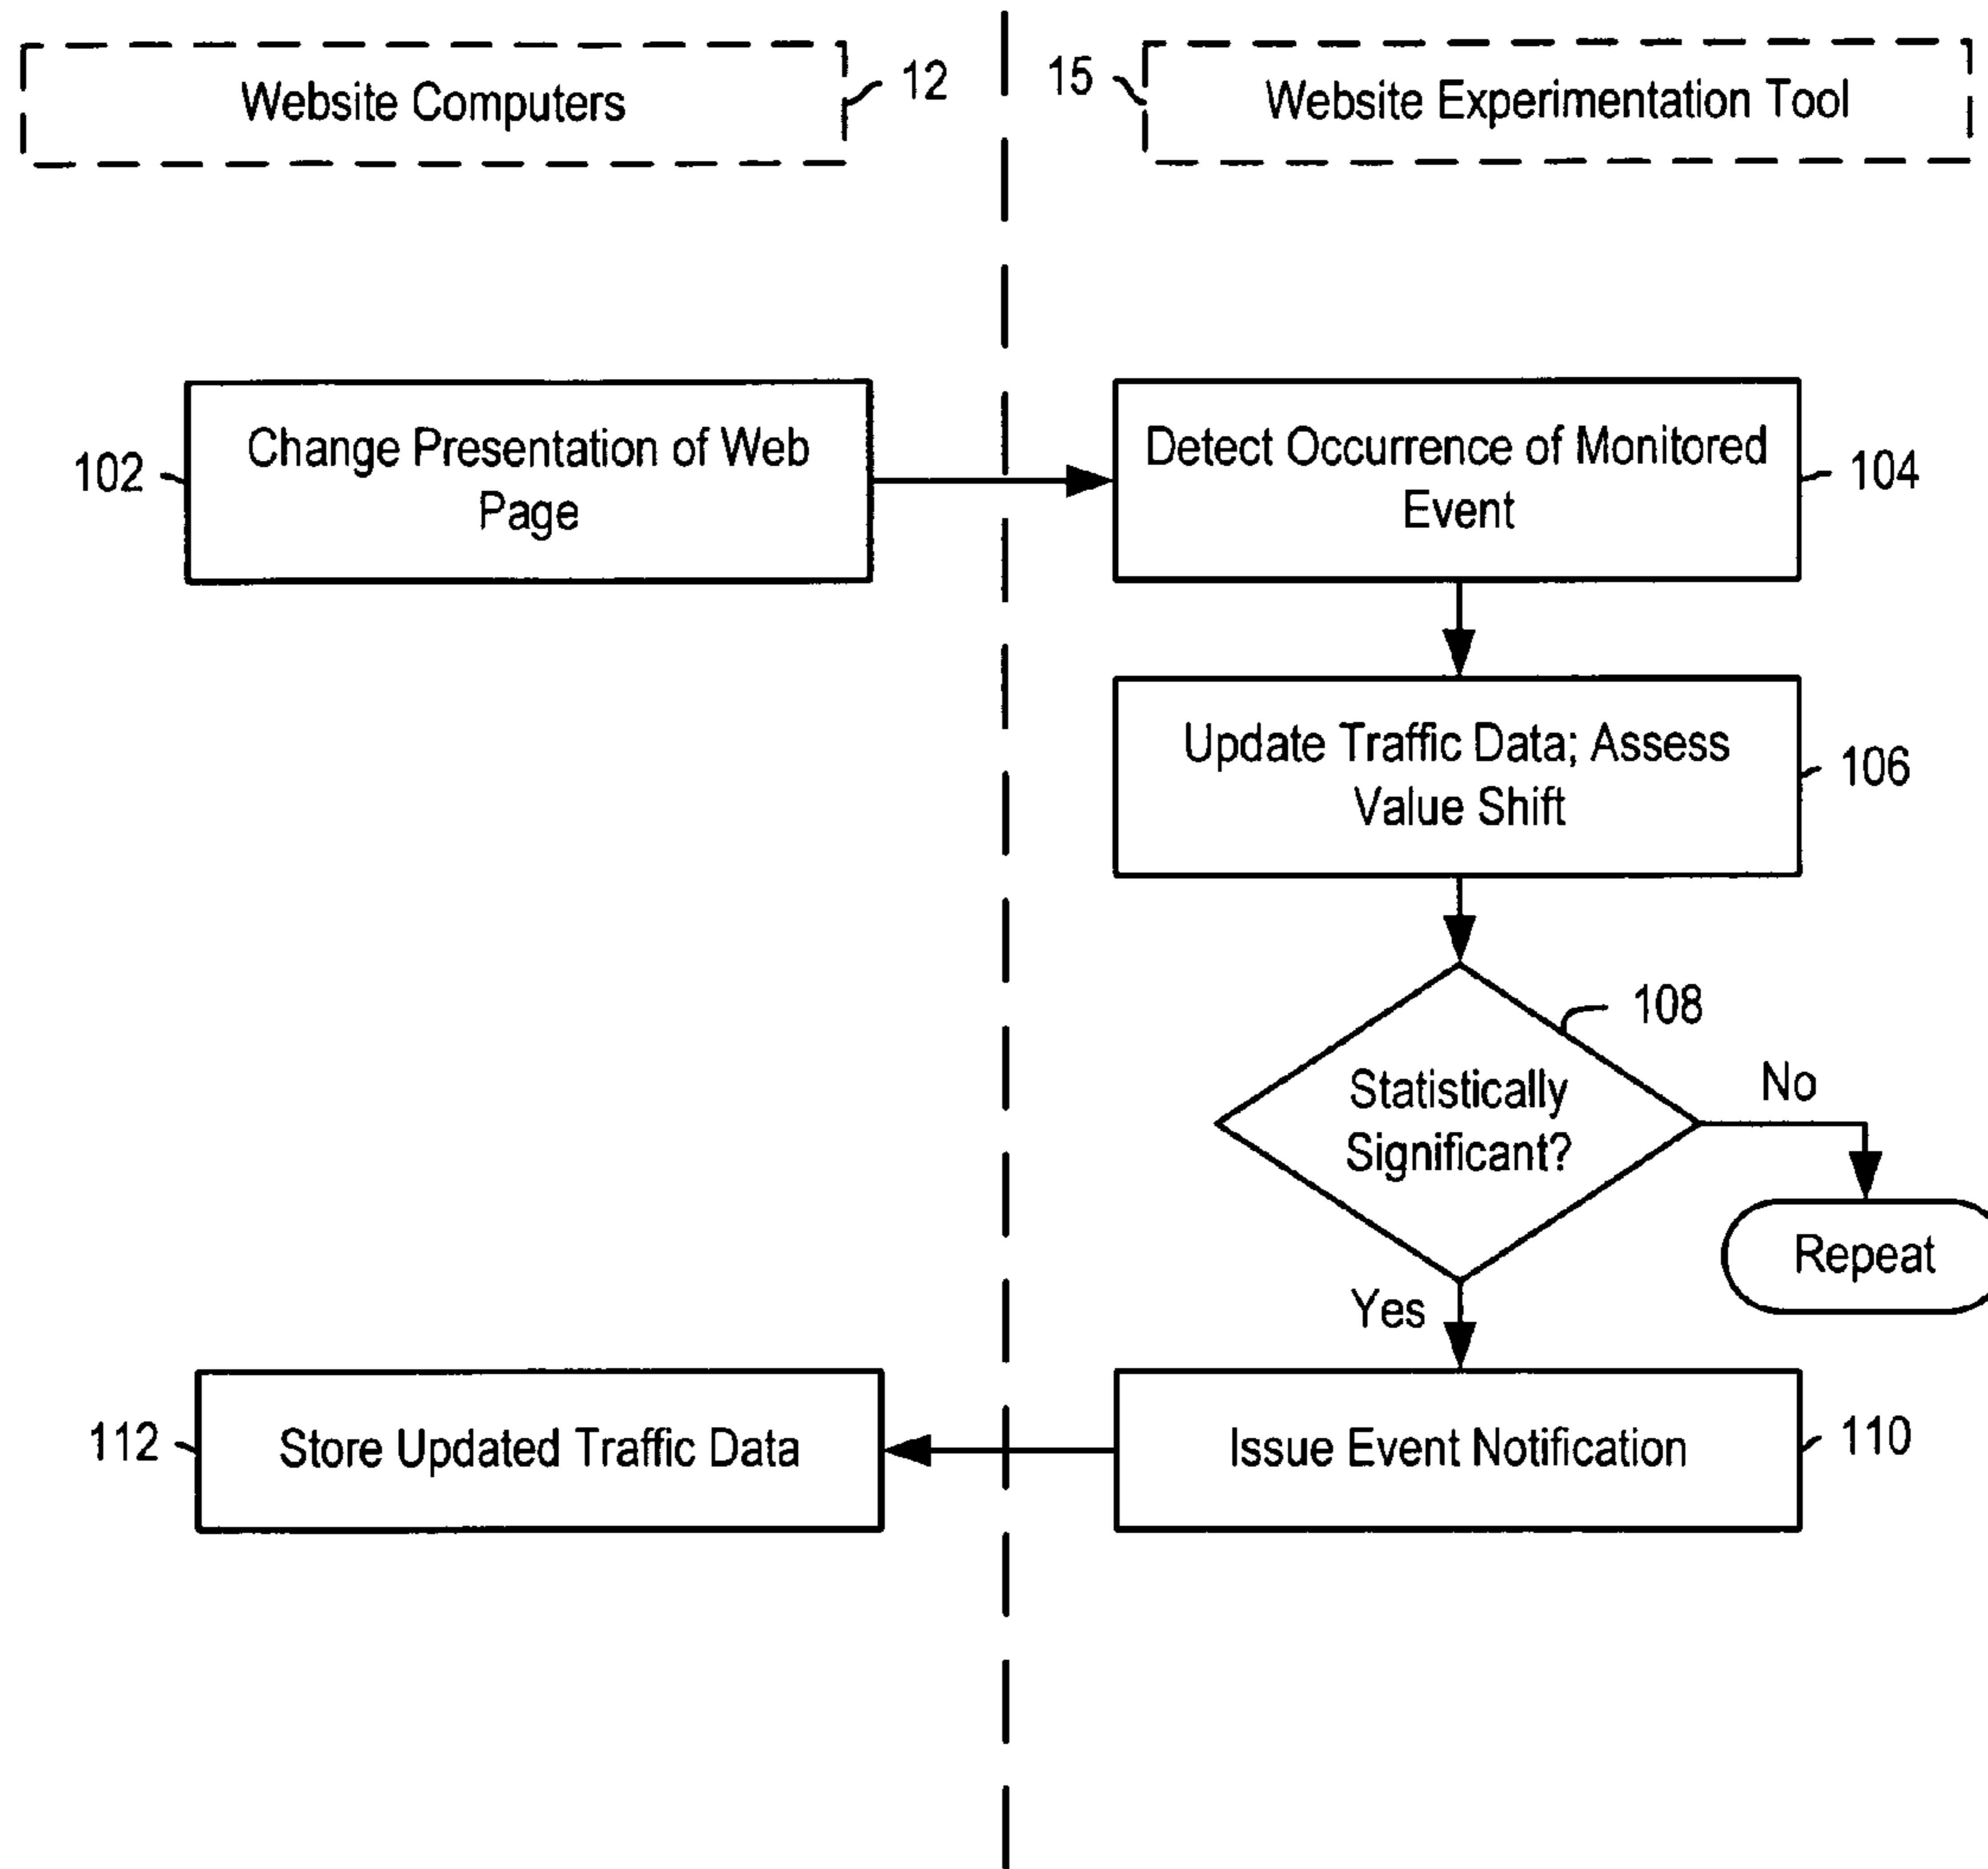 Website Computers
12
15
Website Experimentation Tool
102
Change Presentation of Web
Page
Detect Occurrence of Monitored
Event
104
Update Traffic Data; Assess
Value Shift
106
108
Statistically
Significant?
No
Repeat
Yes
112
Store Updated Traffic Data
Issue Event Notification
110